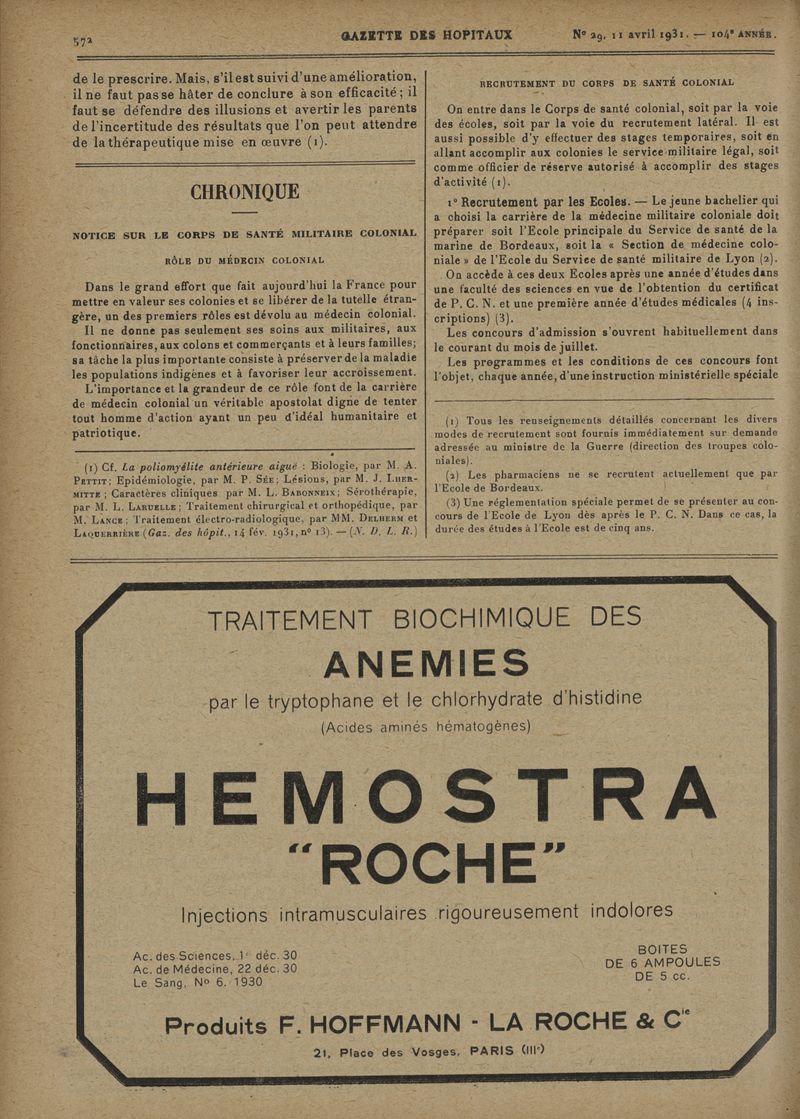 572
GAZETTE DES HOPITAUX
N° 29, 11 avril 1931. — 104e ANNÉE.
de le prescrire. Mais, s'il est suivi d'une amélioration,
il ne faut pas se hâter de conclure à son efficacité; il
faut se défendre des illusions et avertir les parents
de l'incertitude des résultats que l'on peut attendre
de la thérapeutique mise en œuvre (1).
CHRONIQUE
NOTICE SUR LE CORPS DE SANTÉ MILITAIRE COLONIAL
RÔLE DU MÉDECIN COLONIAL
Dans le grand effort que fait aujourd'hui la France pour
mettre en valeur ses colonies et se libérer de la tutelle étran-
gère, un des premiers rôles est dévolu au médecin colonial.
Il ne donne pas seulement ses soins aux militaires, aux
fonctionnaires, aux colons et commerçants et à leurs familles;
sa tâche la plus importante consiste à préserver de la maladie
les populations indigènes et à favoriser leur accroissement.
L'importance et la grandeur de ce rôle font de la carrière
de médecin colonial un véritable apostolat digne de tenter
tout homme d'action ayant un peu d'idéal humanitaire et
patriotique.
(1) Cf. La poliomyélite antérieure aiguë : Biologie, par M. A.
PETTIT; Epidémiologie, par M. P. SÉE; Lésions, par M. J. LHER-
MITTE; Caractères cliniques par M. L. BABONNEIX; Sérothérapie,
par M. L. LARUELLE; Traitement chirurgical et orthopédique, par
M. LANCE; Traitement électro-radiologique, par MM. DELHERM et
LAQUERRIÈRE (Gaz. des hôpit., 14 fév. 1931, n° 13). — (N. D. L. R.)
RECRUTEMENT DU CORPS DE SANTÉ COLONIAL
On entre dans le Corps de santé colonial, soit par la voie
des écoles, soit par la voie du recrutement latéral. Il est
aussi possible d'y effectuer des stages temporaires, soit en
allant accomplir aux colonies le service militaire légal, soit
comme officier de réserve autorisé à accomplir des stages
d'activité (1).
1° Recrutement par les Ecoles. — Le jeune bachelier qui
a choisi la carrière de la médecine militaire coloniale doit
préparer soit l'Ecole principale du Service de santé de la
marine de Bordeaux, soit la « Section de médecine colo-
niale » de l'Ecole du Service de santé militaire de Lyon (2).
On accède à ces deux Ecoles après une année d'études dans
une faculté des sciences en vue de l'obtention du certificat
de P. C. N. et une première année d'études médicales (4 ins-
criptions) (3).
Les concours d'admission s'ouvrent habituellement dans
le courant du mois de juillet.
Les programmes et les conditions de ces concours font
l'objet, chaque année, d'une instruction ministérielle spéciale
(1) Tous les renseignements détaillés concernant les divers
modes de recrutement sont fournis immédiatement sur demande
adressée au ministre de la Guerre (direction des troupes colo-
niales).
(2) Les pharmaciens ne se recrutent actuellement que par
l'Ecole de Bordeaux.
(3) Une réglementation spéciale permet de se présenter au con-
cours de l'Ecole de Lyon dès après le P. C. N. Dans ce cas, la
durée des études à l'Ecole est de cinq ans.
TRAITEMENT BIOCHIMIQUE DES
ANEMIES
par le tryptophane et le chlorhydrate d'histidine
(Acides aminés hématogènes)
HEMOSTRA
"ROCHE"
Injections intramusculaires rigoureusement indolores
Ac. des Sciences, 1er déc. 30
Ac. de Médecine, 22 déc. 30
Le Sang, No 6. 1930
BOITES
DE 6 AMPOULES
DE 5 cc.
Produits F. HOFFMANN - LA ROCHE & Cie
21, Place des Vosges, PARIS (IIIe)